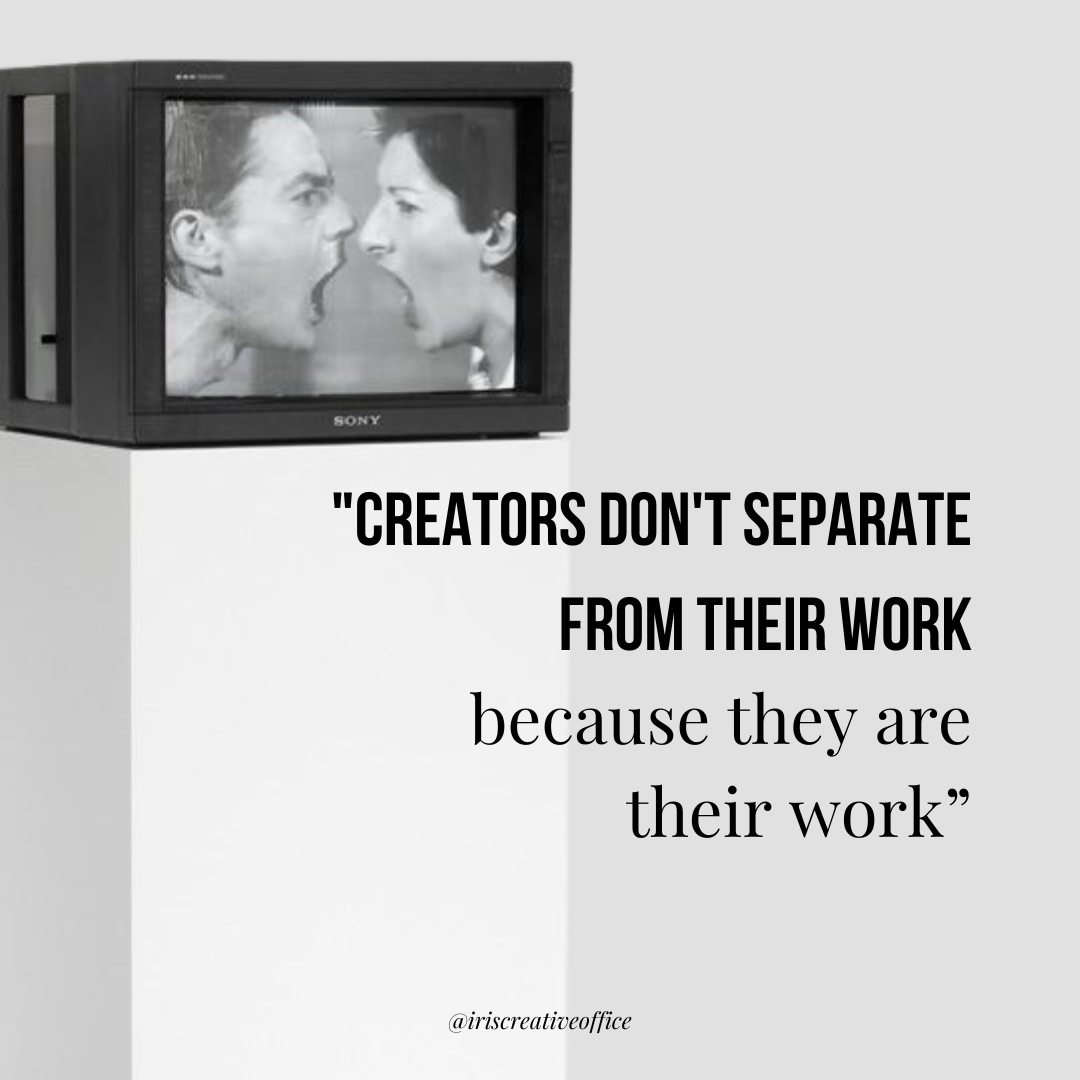 SONY
"CREATORS DON'T SEPARATE
FROM THEIR WORK
because they are
their work”
@iriscreativeoffice